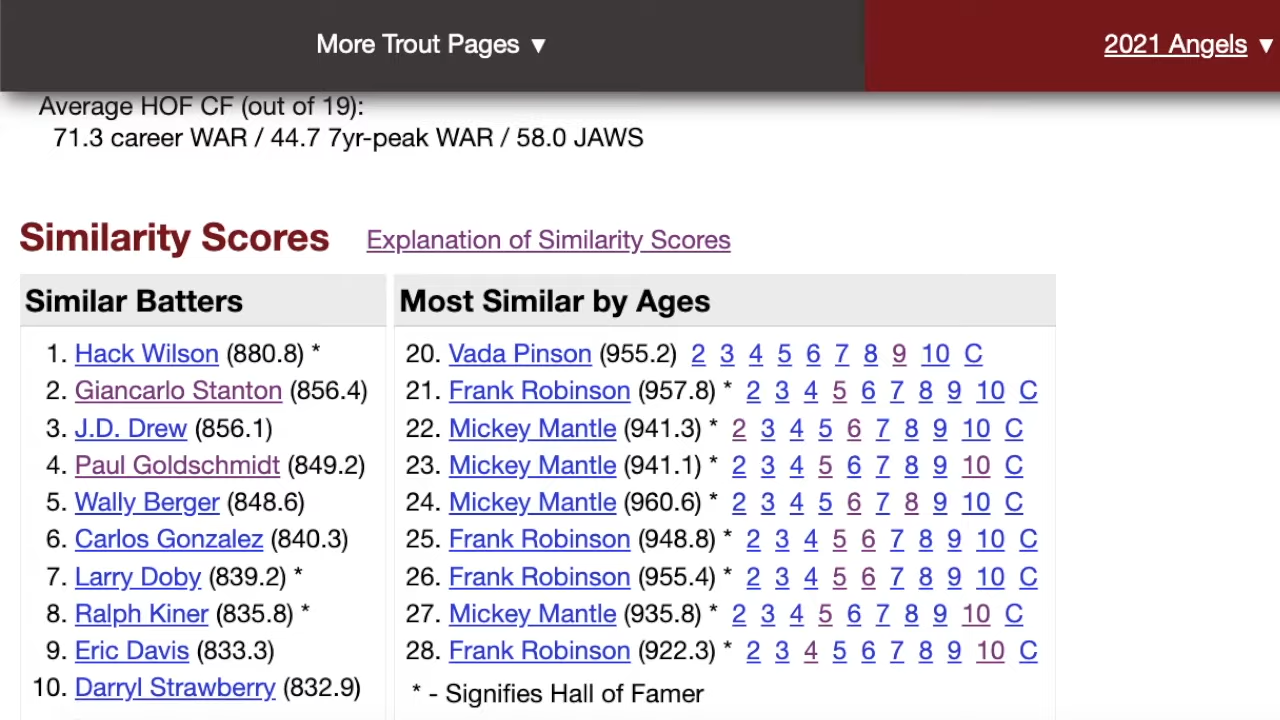 More Trout Pages ▼
2021 Angels ▼
Average HOF CF (out of 19):
71.3 career WAR / 44.7 7yr-peak WAR / 58.0 JAWS
Similarity Scores Explanation of Similarity Scores
Similar Batters
1. Hack Wilson (880.8) *
2. Giancarlo Stanton (856.4)
3. J.D. Drew (856.1)
4. Paul Goldschmidt (849.2)
5. Wally Berger (848.6)
6. Carlos Gonzalez (840.3)
7. Larry Doby (839.2) *
8. Ralph Kiner (835.8) *
9. Eric Davis (833.3)
10. Darryl Strawberry (832.9)
Most Similar by Ages
20. Vada Pinson (955.2) 2 3 4 5 6 7 8 9 10 C
21. Frank Robinson (957.8) * 2 3 4 5 6 7 8 9 10 C
22. Mickey Mantle (941.3) * 2 3 4 5 6 7 8 9 10 C
23. Mickey Mantle (941.1) * 2 3 4 5 6 7 8 9 10 C
24. Mickey Mantle (960.6) * 2 3 4 5 6 7 8 9 10 C
25. Frank Robinson (948.8) * 2 3 4 5 6 7 8 9 10 C
26. Frank Robinson (955.4) * 2 3 4 5 6 7 8 9 10 C
27. Mickey Mantle (935.8) * 2 3 4 5 6 7 8 9 10 C
28. Frank Robinson (922.3) * 2 3 4 5 6 7 8 9 10 C
* - Signifies Hall of Famer